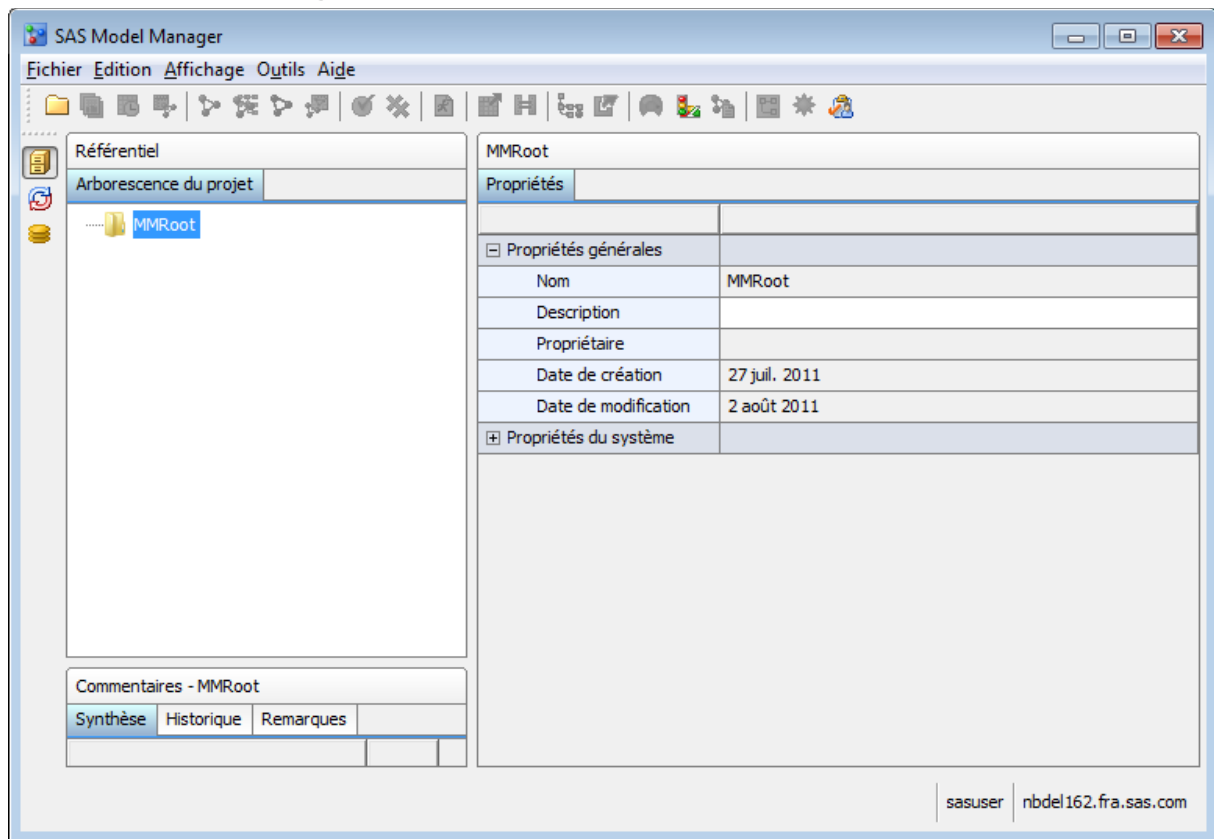 SAS Model Manager
Fichier Edition Affichage Outils Aide
Référentiel
Arborescence du projet
MMRoot
MMRoot
Propriétés
Propriétés générales
Nom MMRoot
Description
Propriétaire
Date de création 27 juil. 2011
Date de modification 2 août 2011
Propriétés du système
Commentaires - MMRoot
Synthèse Historique Remarques
sasuser nbdel162.fra.sas.com